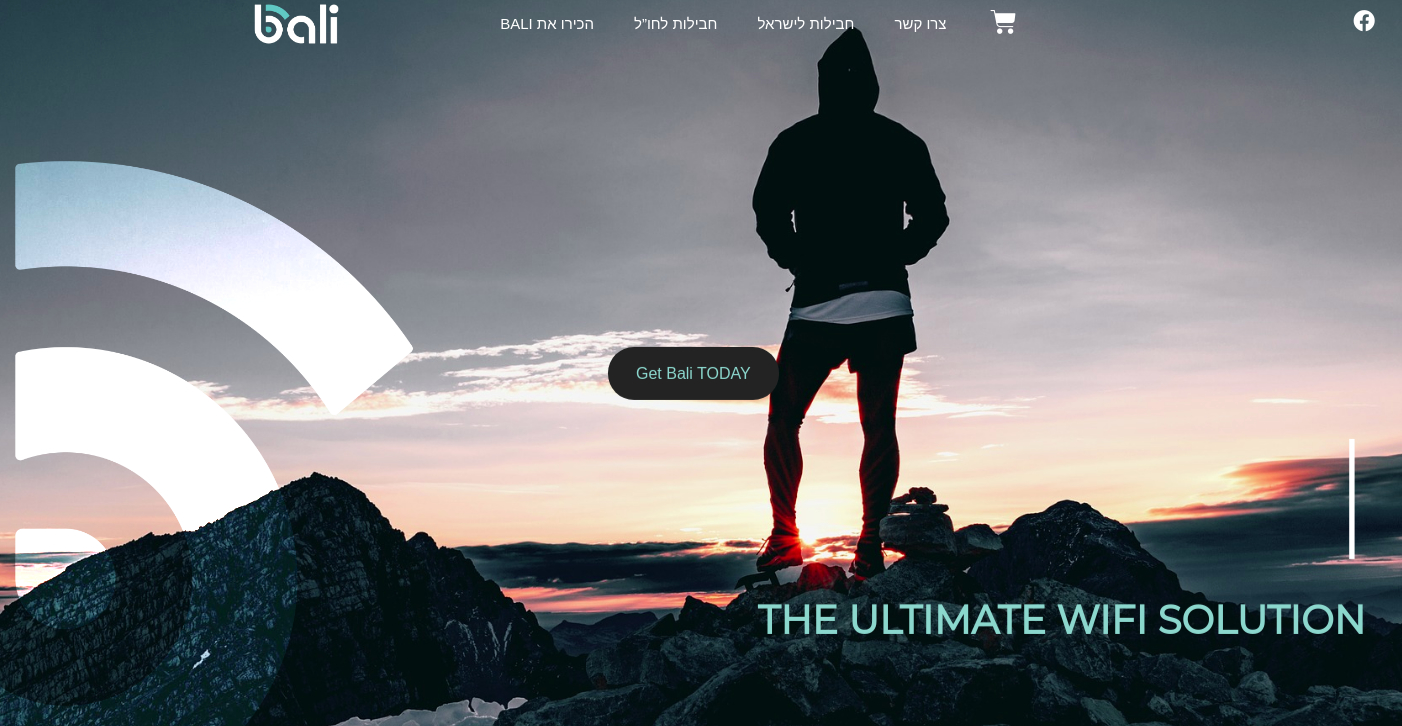 bali
הכירו את BALI
חבילות לחו"ל
חבילות לישראל
צרו קשר
Get Bali TODAY
THE ULTIMATE WIFI SOLUTION